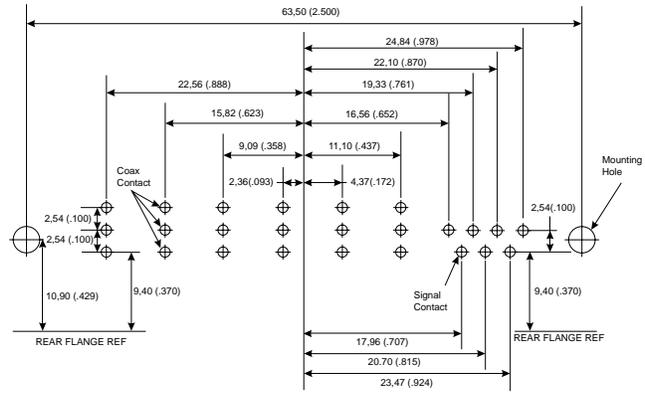 63,50 (2.500)
24,84 (.978)
22,10 (.870)
22,56 (.888)
19,33 (.761)
15,82 (.623)
16,56 (.652)
9,09 (.358)
11,10 (.437)
Mounting
Hole
Coax
Contact
2,36(.093)
4,37(.172)
2,54 (.100)
2,54(.100)
2,54 (.100)
10,90 (.429)
9,40 (.370)
Signal
Contact
9,40 (.370)
REAR FLANGE REF
REAR FLANGE REF
17,96 (.707)
20.70 (.815)
23,47 (.924)